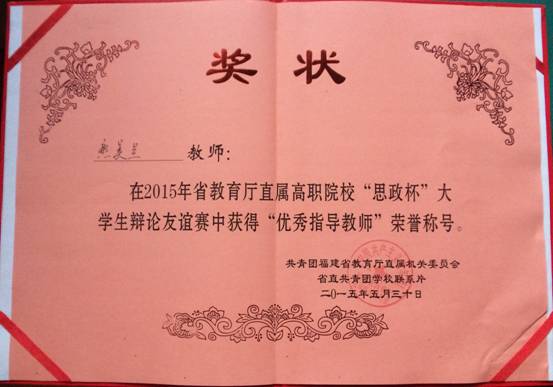 奖状
教师：
在2015年省教育厅直属高职院校“思政杯”大
学生辩论友谊赛中获得“优秀指导教师”荣誉称号。
共青团福建省教育厅直属机关委员会
省直共青团学校联系片
二〇一五年五月三十日